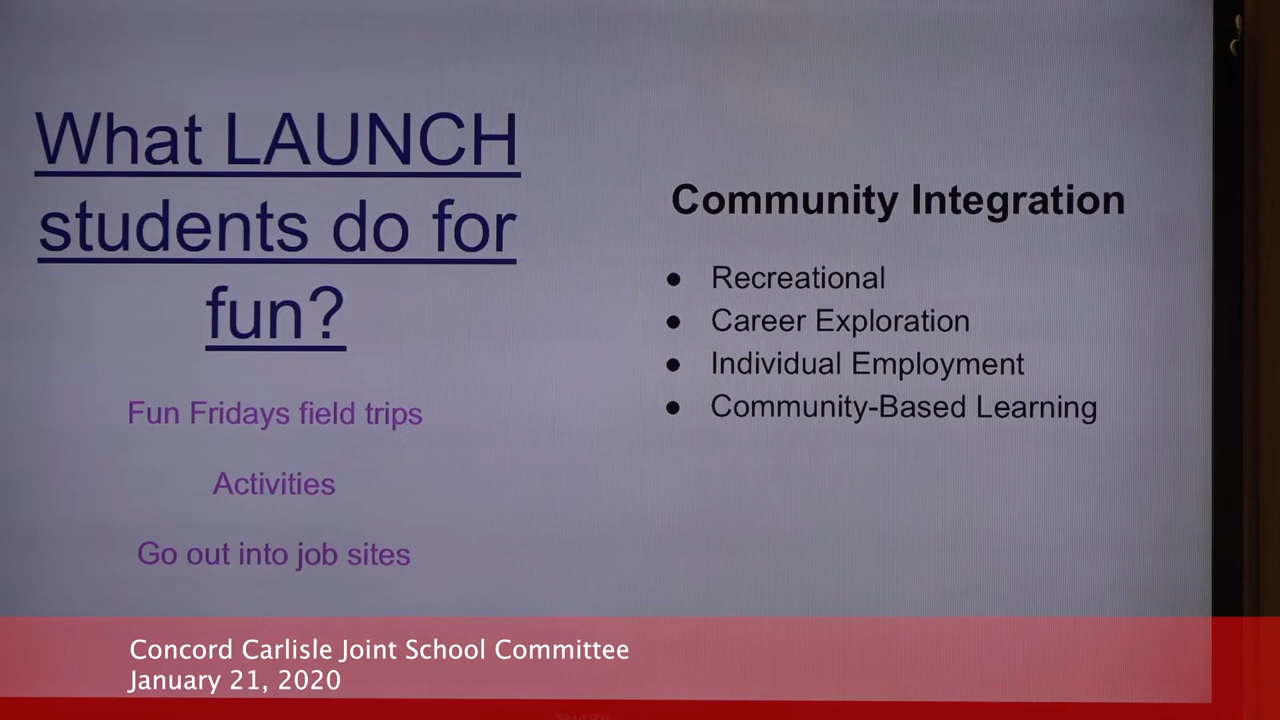 What LAUNCH
students do for
fun?
Fun Fridays field trips
Activities
Go out into job sites
Community Integration
● Recreational
● Career Exploration
● Individual Employment
● Community-Based Learning
Concord Carlisle Joint School Committee
January 21, 2020